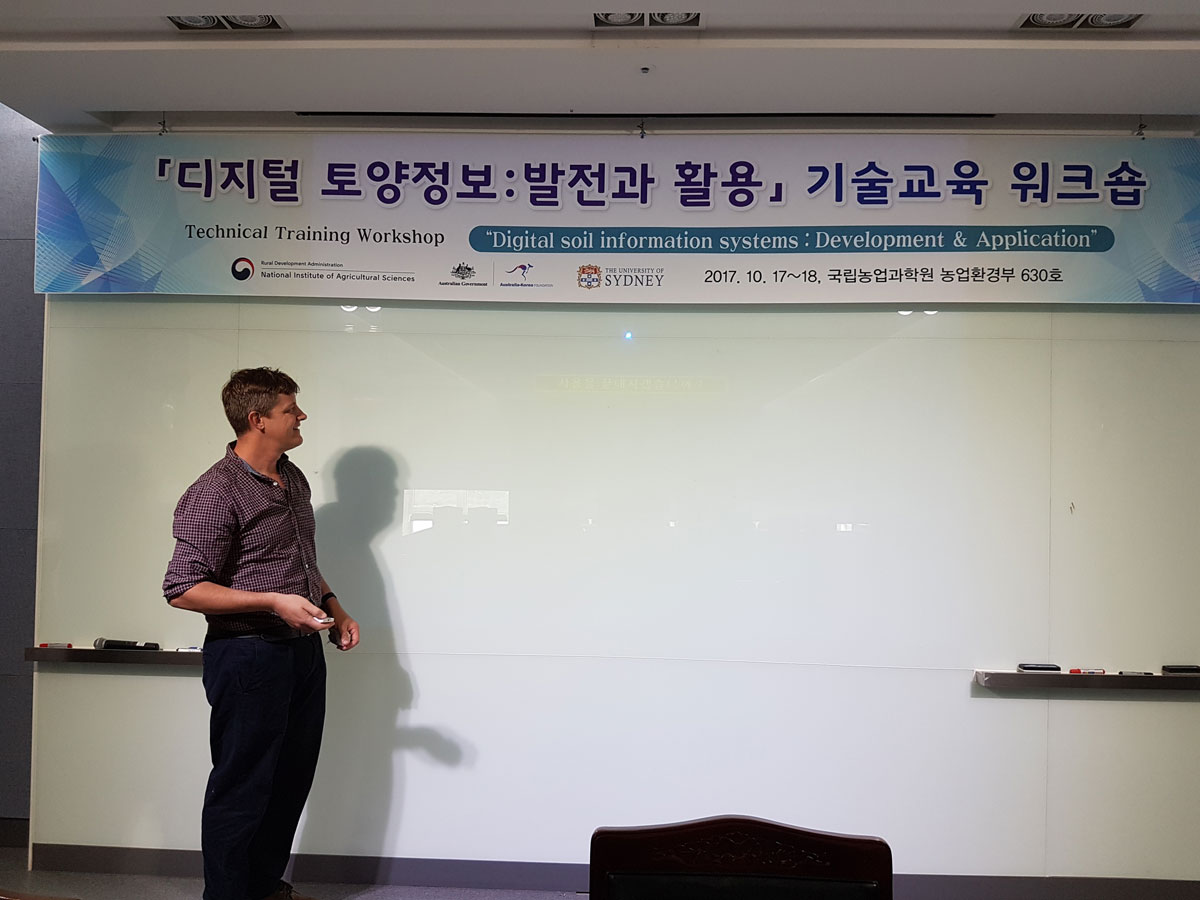 「디지털 토양정보:발전과 활용」 기술교육 워크숍
Technical Training Workshop "Digital soil information systems : Development & Application"
Rural Development Administration
National Institute of Agricultural Sciences
Australian Government
Australia-Korea FOUNDATION
THE UNIVERSITY OF
SYDNEY
2017. 10. 17~18, 국립농업과학원 농업환경부 630호